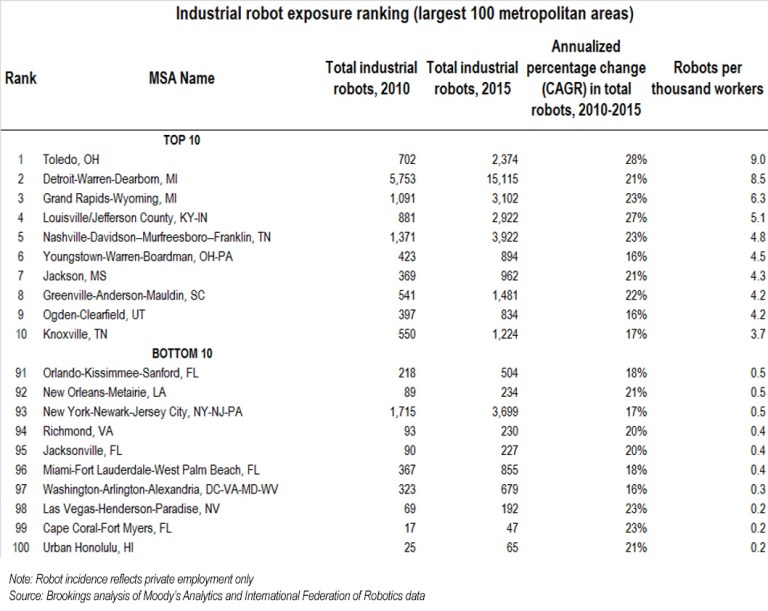 Industrial robot exposure ranking (largest 100 metropolitan areas)
Rank MSA Name Total industrial robots, 2010 Total industrial robots, 2015 Annualized percentage change (CAGR) in total robots, 2010-2015 Robots per thousand workers
TOP 10
1 Toledo, OH 702 2,374 28% 9.0
2 Detroit-Warren-Dearborn, MI 5,753 15,115 21% 8.5
3 Grand Rapids-Wyoming, MI 1,091 3,102 23% 6.3
4 Louisville/Jefferson County, KY-IN 881 2,922 27% 5.1
5 Nashville-Davidson--Murfreesboro--Franklin, TN 1,371 3,922 23% 4.8
6 Youngstown-Warren-Boardman, OH-PA 423 894 16% 4.5
7 Jackson, MS 369 962 21% 4.3
8 Greenville-Anderson-Mauldin, SC 541 1,481 22% 4.2
9 Ogden-Clearfield, UT 397 834 16% 4.2
10 Knoxville, TN 550 1,224 17% 3.7
BOTTOM 10
91 Orlando-Kissimmee-Sanford, FL 218 504 18% 0.5
92 New Orleans-Metairie, LA 89 234 21% 0.5
93 New York-Newark-Jersey City, NY-NJ-PA 1,715 3,699 17% 0.5
94 Richmond, VA 93 230 20% 0.4
95 Jacksonville, FL 90 227 20% 0.4
96 Miami-Fort Lauderdale-West Palm Beach, FL 367 855 18% 0.4
97 Washington-Arlington-Alexandria, DC-VA-MD-WV 323 679 16% 0.3
98 Las Vegas-Henderson-Paradise, NV 69 192 23% 0.2
99 Cape Coral-Fort Myers, FL 17 47 23% 0.2
100 Urban Honolulu, HI 25 65 21% 0.2
Note: Robot incidence reflects private employment only
Source: Brookings analysis of Moody's Analytics and International Federation of Robotics data